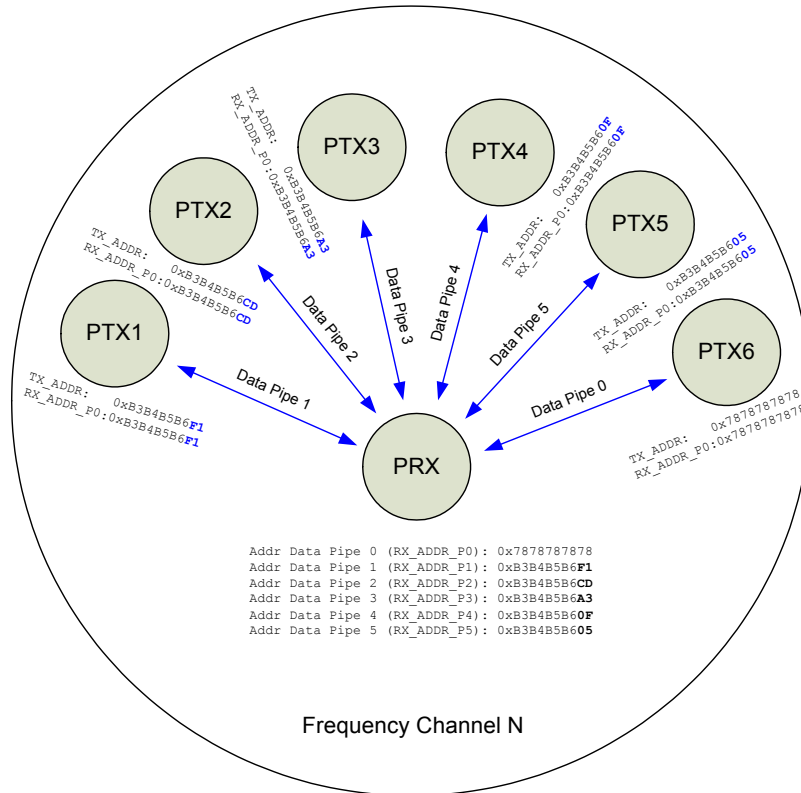 PTX3
PTX4
TX_ADDR: 0xB3B4B5B6A3
RX_ADDR_P0:0xB3B4B5B6A3
TX_ADDR: 0xB3B4B5B60F
RX_ADDR_P0:0xB3B4B5B60F
PTX2
PTX5
TX_ADDR: 0xB3B4B5B6CD
RX_ADDR_P0:0xB3B4B5B6CD
TX_ADDR: 0xB3B4B5B605
RX_ADDR_P0:0xB3B4B5B605
PTX1
PTX6
TX_ADDR: 0xB3B4B5B6F1
RX_ADDR_P0:0xB3B4B5B6F1
TX_ADDR: 0x7878787878
RX_ADDR_P0:0x7878787878
Data Pipe 1
Data Pipe 2
Data Pipe 3
Data Pipe 4
Data Pipe 5
Data Pipe 0
PRX
Addr Data Pipe 0 (RX_ADDR_P0): 0x7878787878
Addr Data Pipe 1 (RX_ADDR_P1): 0xB3B4B5B6F1
Addr Data Pipe 2 (RX_ADDR_P2): 0xB3B4B5B6CD
Addr Data Pipe 3 (RX_ADDR_P3): 0xB3B4B5B6A3
Addr Data Pipe 4 (RX_ADDR_P4): 0xB3B4B5B60F
Addr Data Pipe 5 (RX_ADDR_P5): 0xB3B4B5B605
Frequency Channel N